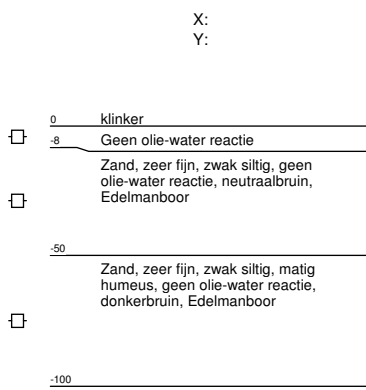 X:
Y:
0 klinker
-8 Geen olie-water reactie
Zand, zeer fijn, zwak siltig, geen
olie-water reactie, neutraalbruin,
Edelmanboor
-50
Zand, zeer fijn, zwak siltig, matig
humeus, geen olie-water reactie,
donkerbruin, Edelmanboor
-100